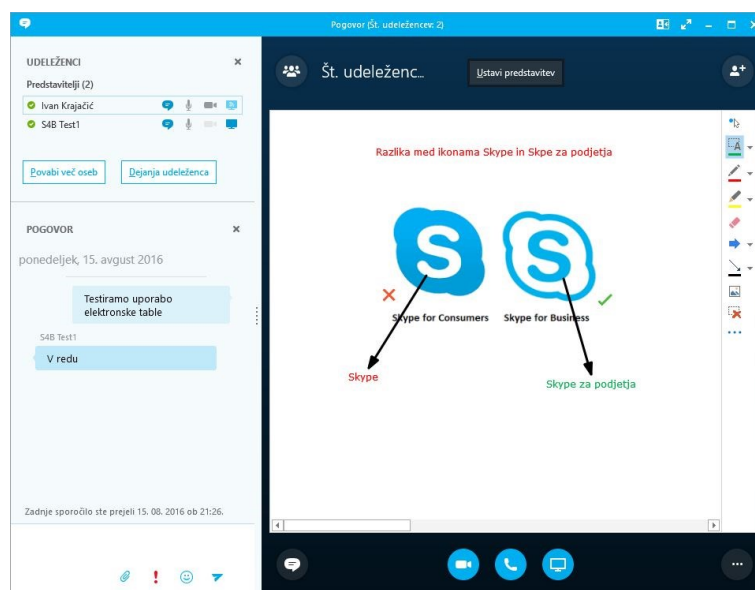 Pogovor (Št. udeležencev: 2)
UDELEŽENCI
Predstavitelji (2)
Ivan Krajačić
S4B Test1
Povabi več oseb
Dejanja udeleženca
POGOVOR
ponedeljek, 15. avgust 2016
Testiramo uporabo
elektronske table
S4B Test1
V redu
Zadnje sporočilo ste prejeli 15. 08. 2016 ob 21:26.
Št. udeleženc...
Ustavi predstavitev
Razlika med ikonama Skype in Skpe za podjetja
S S
Skype for Consumers Skype for Business
Skype
Skype za podjetja
A